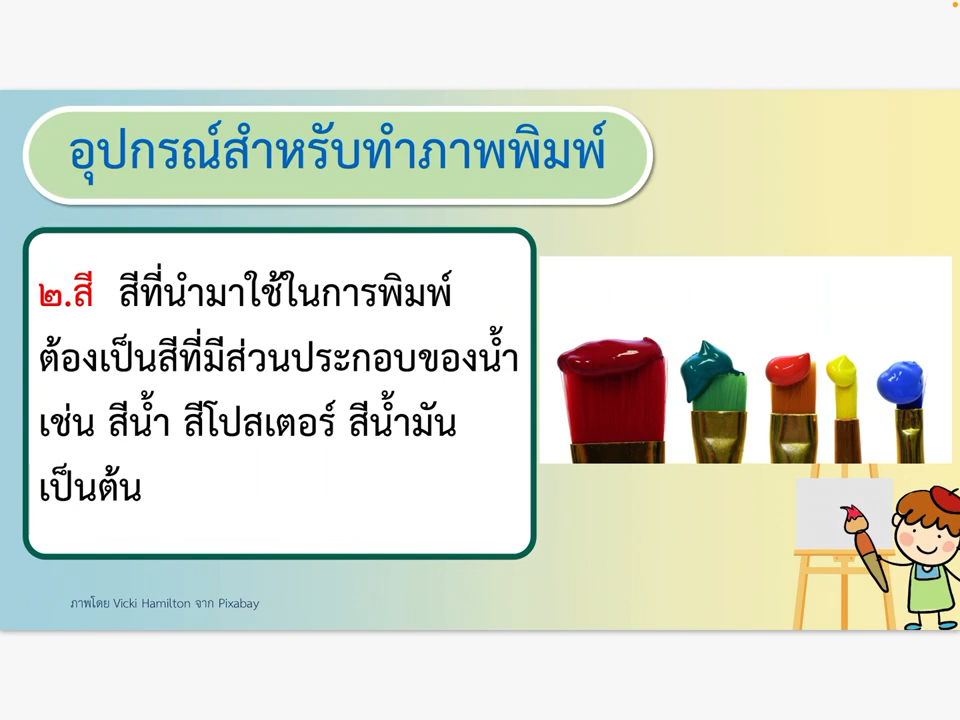 อุปกรณ์สำหรับทำภาพพิมพ์
๒.สี สีที่นำมาใช้ในการพิมพ์
ต้องเป็นสีที่มีส่วนประกอบของน้ำ
เช่น สีน้ำ สีโปสเตอร์ สีน้ำมัน
เป็นต้น
ภาพโดย Vicki Hamilton จาก Pixabay